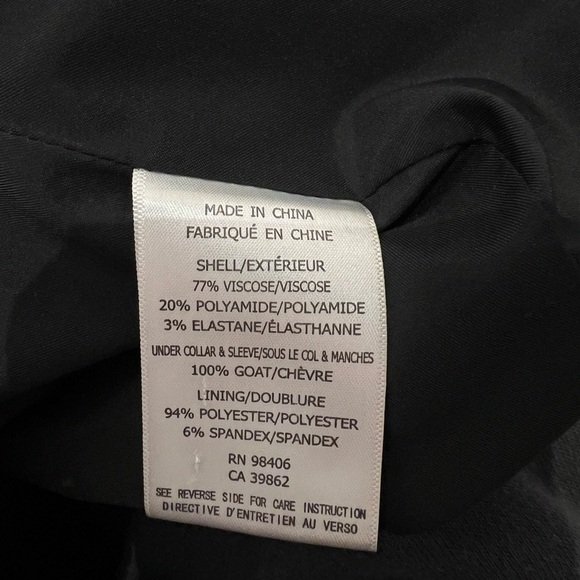 MADE IN CHINA
FABRIQUÉ EN CHINE
SHELL/EXTÉRIEUR
77% VISCOSE/VISCOSE
20% POLYAMIDE/POLYAMIDE
3% ELASTANE/ÉLASTHANNE
UNDER COLLAR & SLEEVE/SOUS LE COL & MANCHES
100% GOAT/CHÈVRE
LINING/DOUBLURE
94% POLYESTER/POLYESTER
6% SPANDEX/SPANDEX
RN 98406
CA 39862
SEE REVERSE SIDE FOR CARE INSTRUCTION
DIRECTIVE D'ENTRETIEN AU VERSO